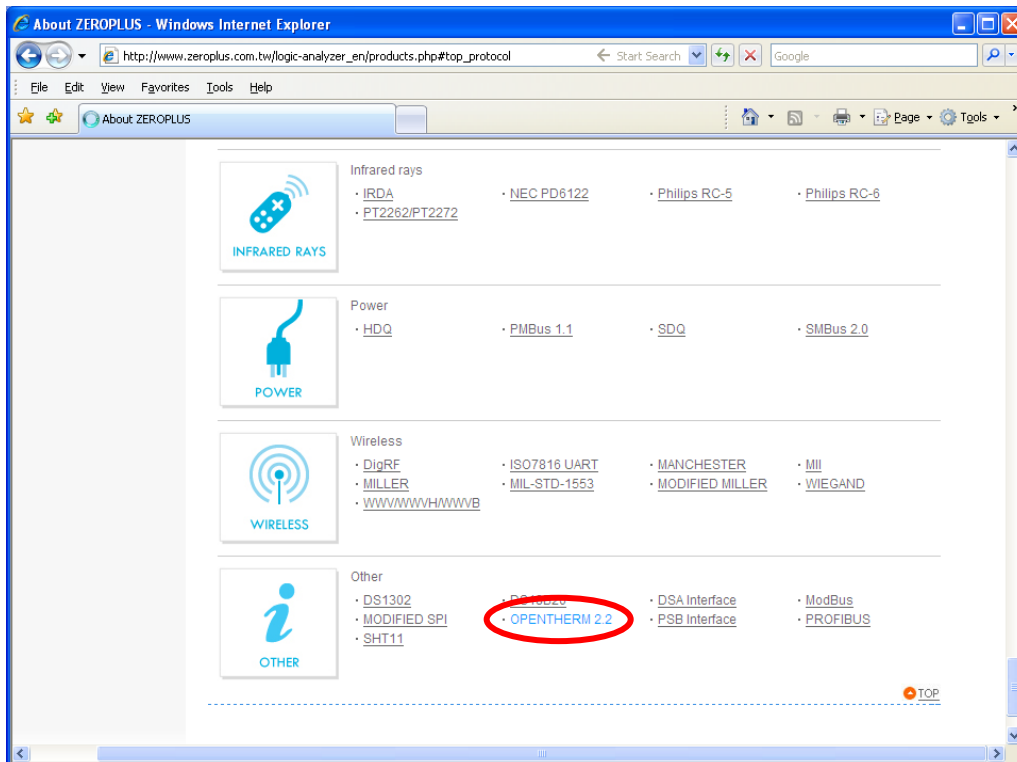 About ZEROPLUS - Windows Internet Explorer
http://www.zeroplus.com.tw/logic-analyzer_en/products.php#top_protocol Start Search Google
File Edit View Favorites Tools Help
About ZEROPLUS Page Tools
Infrared rays
· IRDA · NEC PD6122 · Philips RC-5 · Philips RC-6
· PT2262/PT2272
INFRARED RAYS
Power
· HDQ · PMBus 1.1 · SDQ · SMBus 2.0
POWER
Wireless
· DigRF · ISO7816 UART · MANCHESTER · MII
· MILLER · MIL-STD-1553 · MODIFIED MILLER · WIEGAND
· WWV/WWVH/WWVB
WIRELESS
Other
· DS1302 · DS18B20 · DSA Interface · ModBus
· MODIFIED SPI · OPENTHERM 2.2 · PSB Interface · PROFIBUS
· SHT11
OTHER
TOP